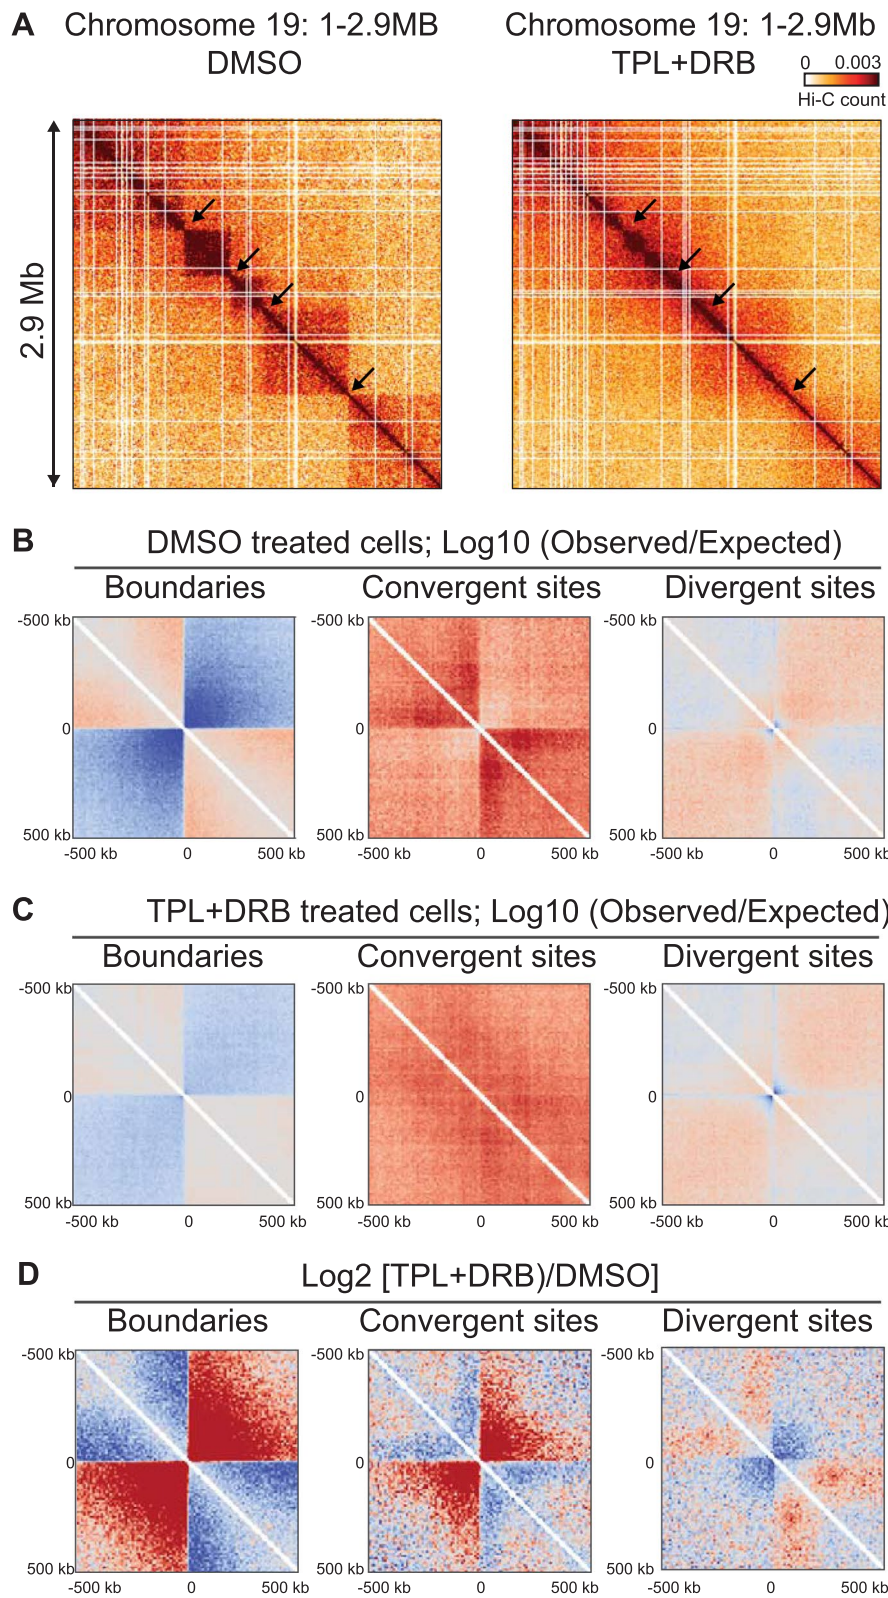 A
Chromosome 19: 1-2.9MB
DMSO
Chromosome 19: 1-2.9Mb
TPL+DRB
0 0.003
Hi-C count
2.9 Mb
B
DMSO treated cells; Log10 (Observed/Expected)
Boundaries Convergent sites Divergent sites
-500 kb -500 kb -500 kb
0 0 0
500 kb 500 kb 500 kb
-500 kb 0 500 kb -500 kb 0 500 kb -500 kb 0 500 kb
C
TPL+DRB treated cells; Log10 (Observed/Expected)
Boundaries Convergent sites Divergent sites
-500 kb -500 kb -500 kb
0 0 0
500 kb 500 kb 500 kb
-500 kb 0 500 kb -500 kb 0 500 kb -500 kb 0 500 kb
D
Log2 [TPL+DRB)/DMSO]
Boundaries Convergent sites Divergent sites
-500 kb -500 kb -500 kb
0 0 0
500 kb 500 kb 500 kb
-500 kb 0 500 kb -500 kb 0 500 kb -500 kb 0 500 kb